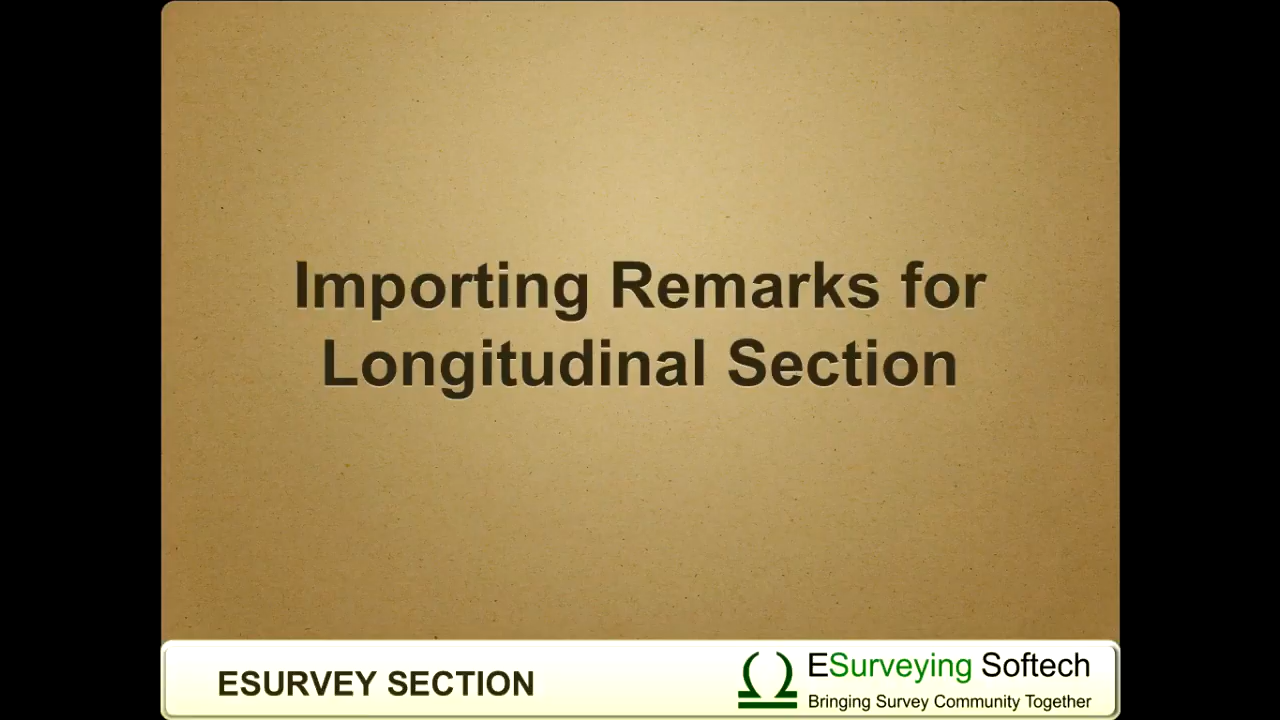 Importing Remarks for
Longitudinal Section
ESURVEY SECTION
ESurveying Softech
Bringing Survey Community Together